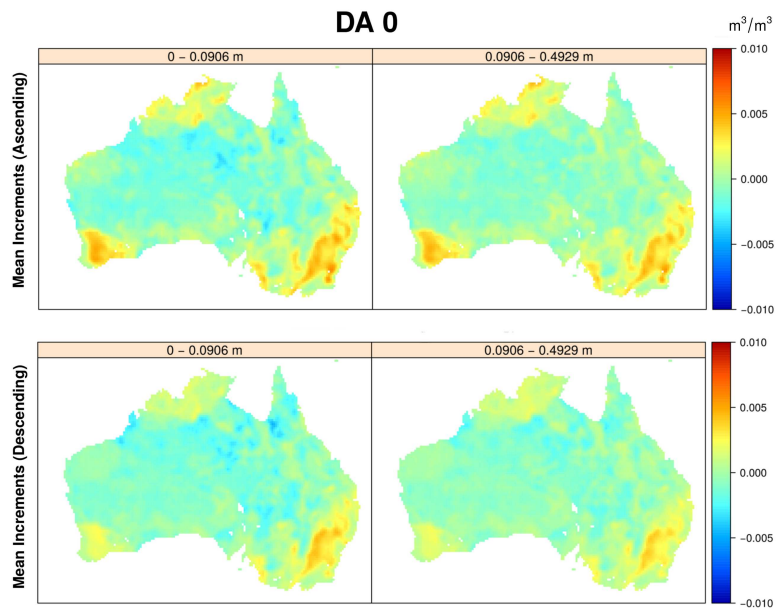 DA 0
m³/m³
0 − 0.0906 m
0.0906 − 0.4929 m
Mean Increments (Ascending)
0.010
0.005
0.000
−0.005
−0.010
0 − 0.0906 m
0.0906 − 0.4929 m
Mean Increments (Descending)
0.010
0.005
0.000
−0.005
−0.010